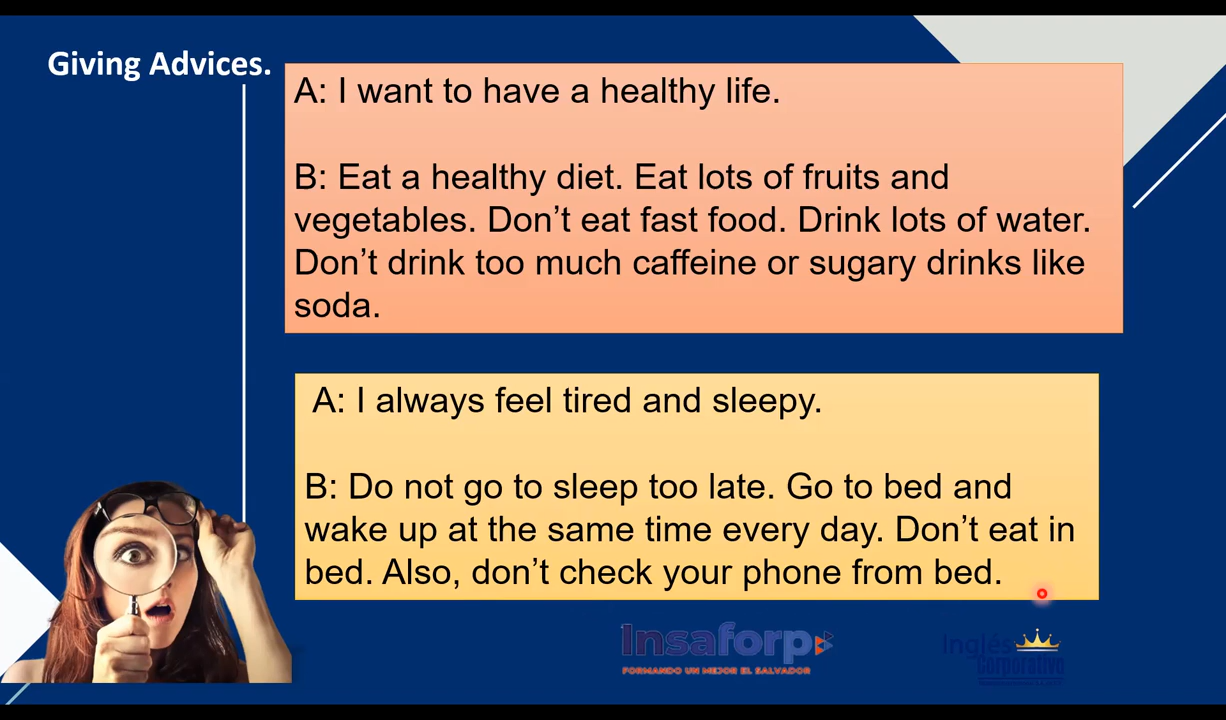 Giving Advices.
A: I want to have a healthy life.
B: Eat a healthy diet. Eat lots of fruits and
vegetables. Don't eat fast food. Drink lots of water.
Don't drink too much caffeine or sugary drinks like
soda.
A: I always feel tired and sleepy.
B: Do not go to sleep too late. Go to bed and
wake up at the same time every day. Don't eat in
bed. Also, don't check your phone from bed.
Insaforp
FORMANDO UN MEJOR EL SALVADOR
Inglés
Corporativo